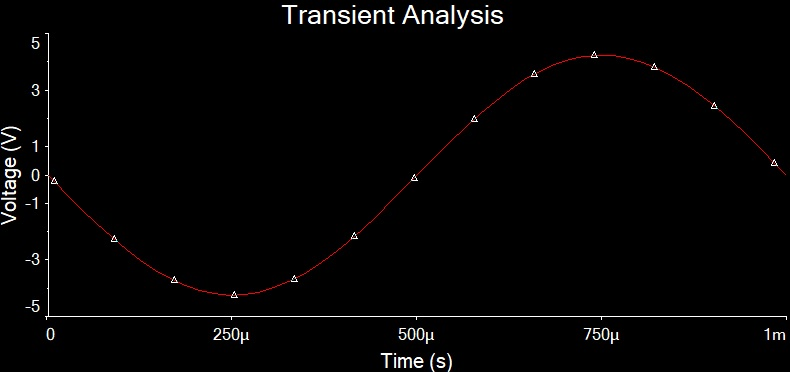 Transient Analysis
Voltage (V)
5
3
1
0
-1
-3
-5
0 250µ 500µ 750µ 1m
Time (s)